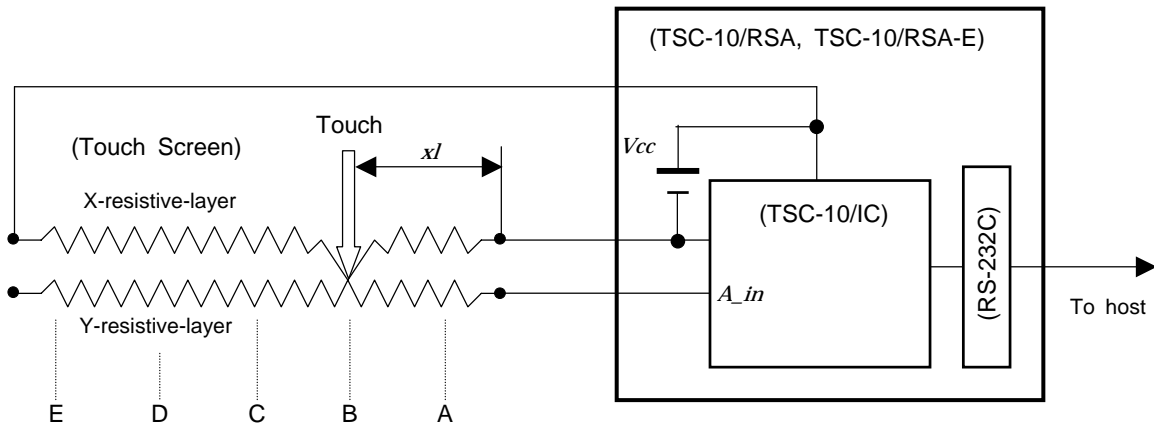 (TSC-10/RSA, TSC-10/RSA-E)
Touch
(Touch Screen)
xl
Vcc
X-resistive-layer
(TSC-10/IC)
(RS-232C)
A_in
To host
Y-resistive-layer
E D C B A